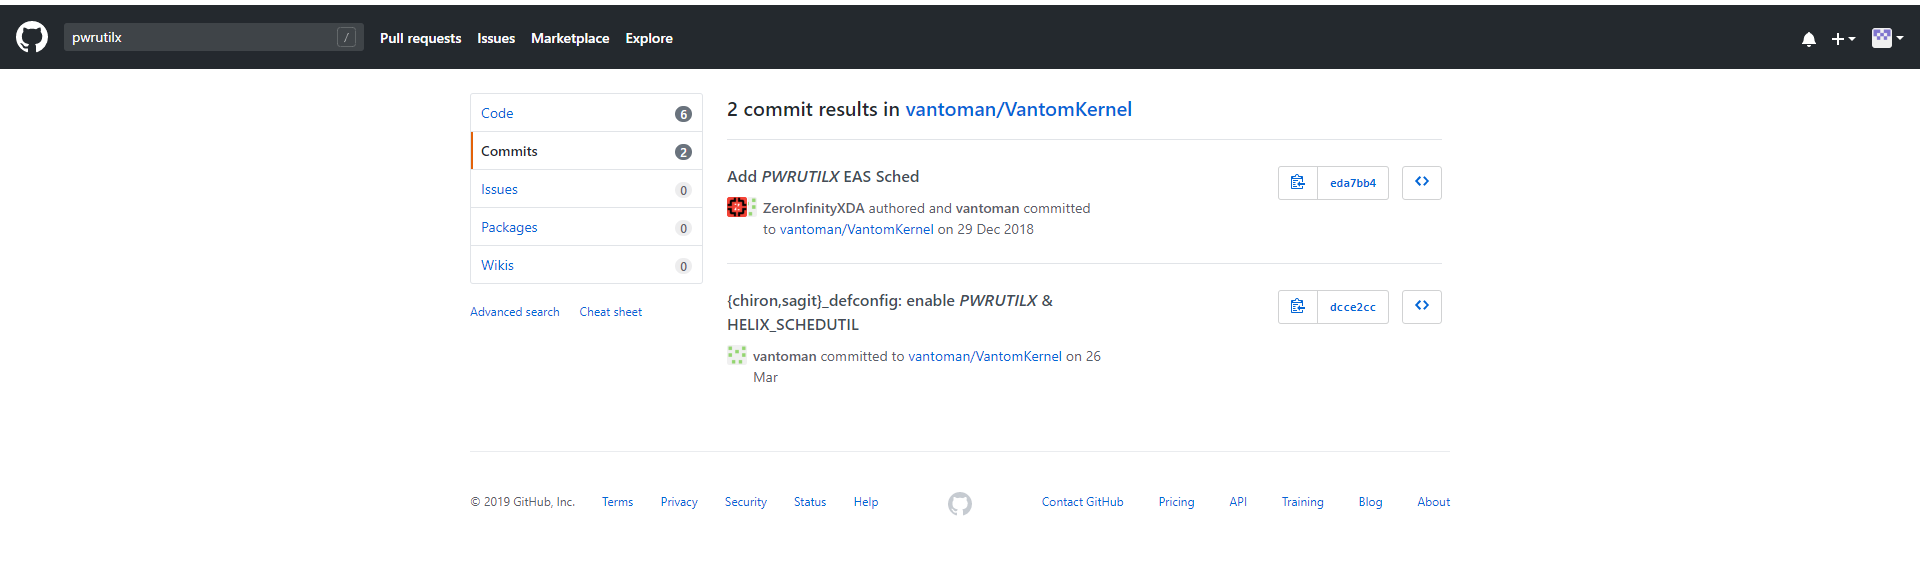 pwrutilx /
Pull requests Issues Marketplace Explore
Code 6
Commits 2
Issues 0
Packages 0
Wikis 0
Advanced search Cheat sheet
2 commit results in vantoman/VantomKernel
Add PWRUTILX EAS Sched
eda7bb4
ZeroInfinityXDA authored and vantoman committed
to vantoman/VantomKernel on 29 Dec 2018
{chiron,sagit}_defconfig: enable PWRUTILX &
HELIX_SCHEDUTIL
dcce2cc
vantoman committed to vantoman/VantomKernel on 26
Mar
© 2019 GitHub, Inc. Terms Privacy Security Status Help Contact GitHub Pricing API Training Blog About